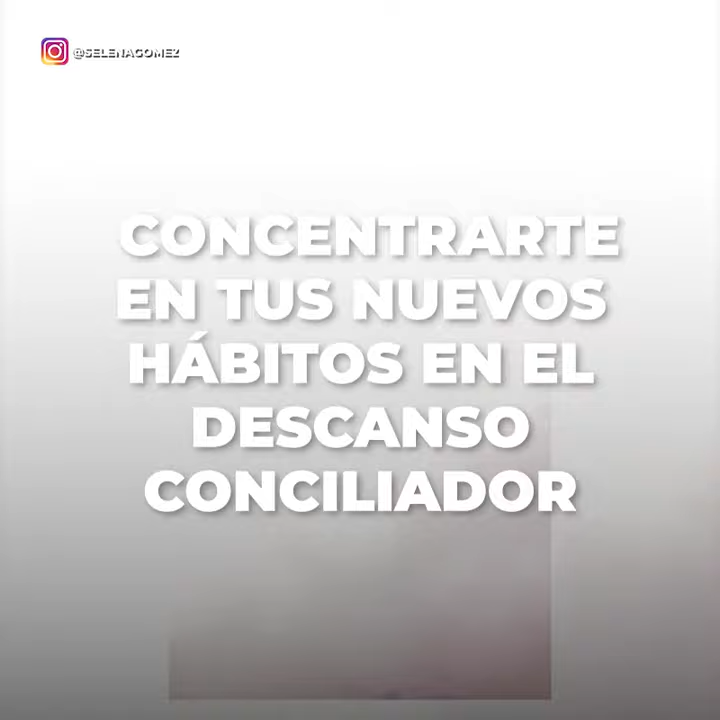 @SELENAGOMEZ
CONCENTRARTE
EN TUS NUEVOS
HÁBITOS EN EL
DESCANSO
CONCILIADOR